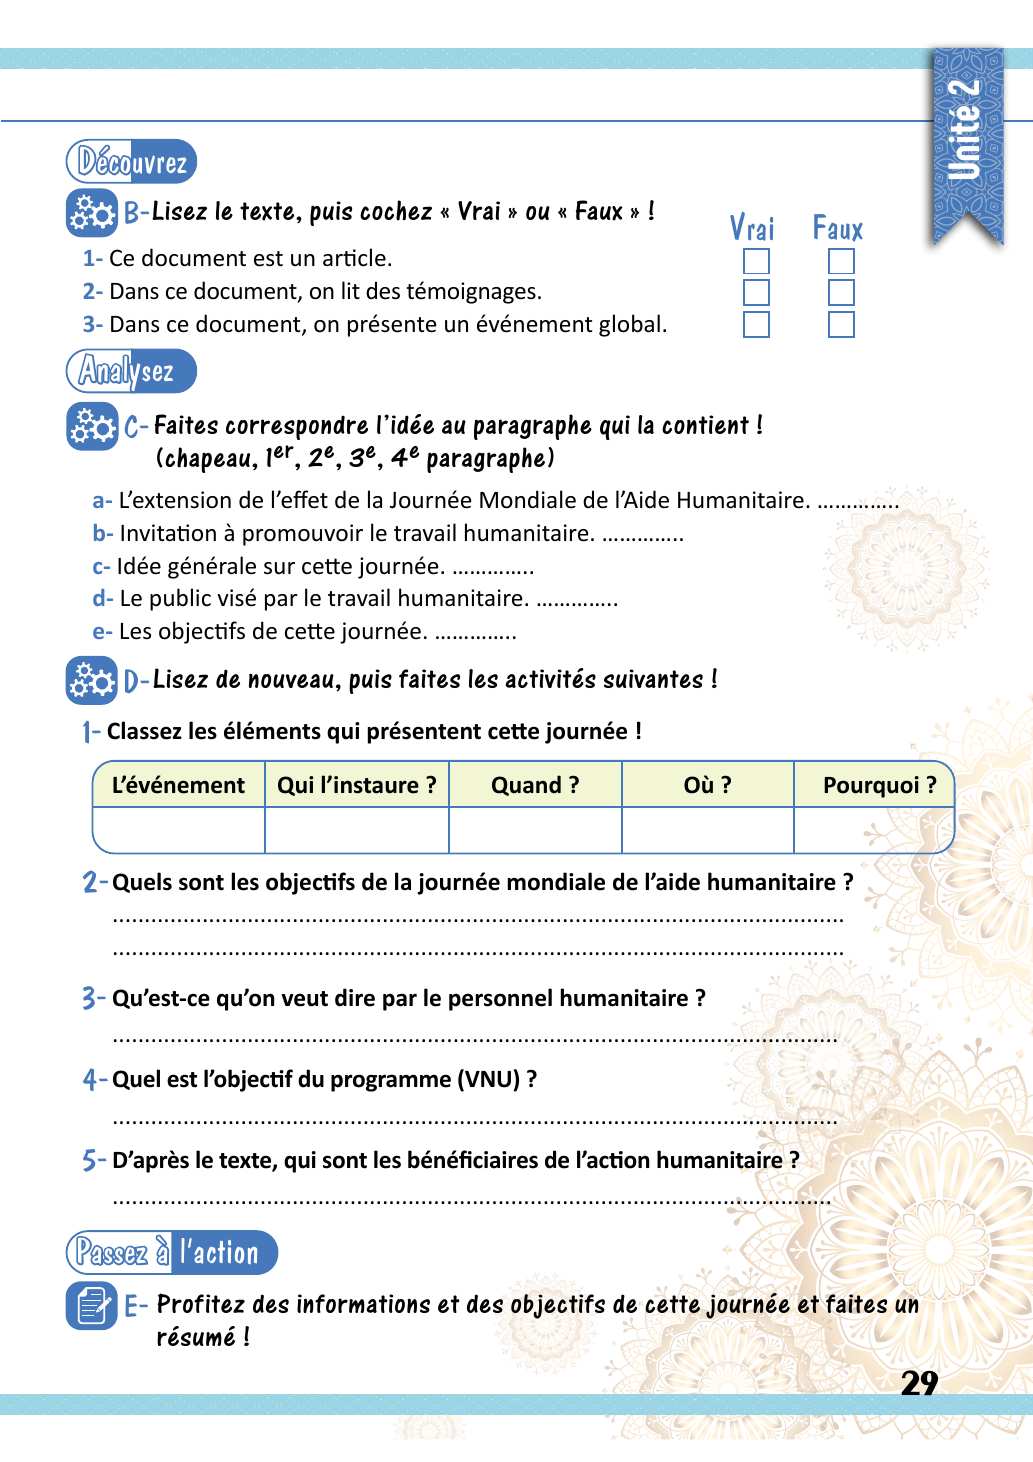 Unité 2
Découvrez
B- Lisez le texte, puis cochez « Vrai » ou « Faux » !
Vrai Faux
1- Ce document est un article.
2- Dans ce document, on lit des témoignages.
3- Dans ce document, on présente un événement global.
Analysez
C- Faites correspondre l'idée au paragraphe qui la contient !
(chapeau, 1er, 2e, 3e, 4e paragraphe)
a- L'extension de l'effet de la Journée Mondiale de l'Aide Humanitaire. ..............
b- Invitation à promouvoir le travail humanitaire. ..............
c- Idée générale sur cette journée. ..............
d- Le public visé par le travail humanitaire. ..............
e- Les objectifs de cette journée. ..............
D- Lisez de nouveau, puis faites les activités suivantes !
1- Classez les éléments qui présentent cette journée !
L'événement Qui l'instaure ? Quand ? Où ? Pourquoi ?
2- Quels sont les objectifs de la journée mondiale de l'aide humanitaire ?
3- Qu'est-ce qu'on veut dire par le personnel humanitaire ?
4- Quel est l'objectif du programme (VNU) ?
5- D'après le texte, qui sont les bénéficiaires de l'action humanitaire ?
Passez à l'action
E- Profitez des informations et des objectifs de cette journée et faites un
résumé !
29